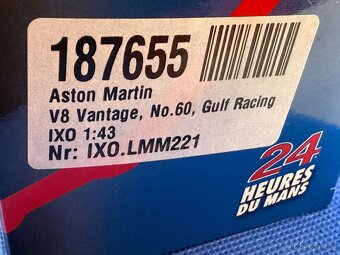 187655
Aston Martin
V8 Vantage, No.60, Gulf Racing
IXO 1:43
Nr: IXO.LMM221
24
HEURES
DU MANS